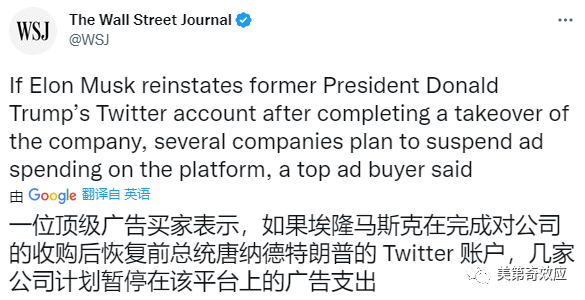 WSJ
The Wall Street Journal
@WSJ
If Elon Musk reinstates former President Donald
Trump's Twitter account after completing a takeover of
the company, several companies plan to suspend ad
spending on the platform, a top ad buyer said
由 Google 翻译自 英语
一位顶级广告买家表示，如果埃隆马斯克在完成对公司
的收购后恢复前总统唐纳德特朗普的 Twitter 账户，几家
公司计划暂停在该平台上的广告支出
美第奇效应